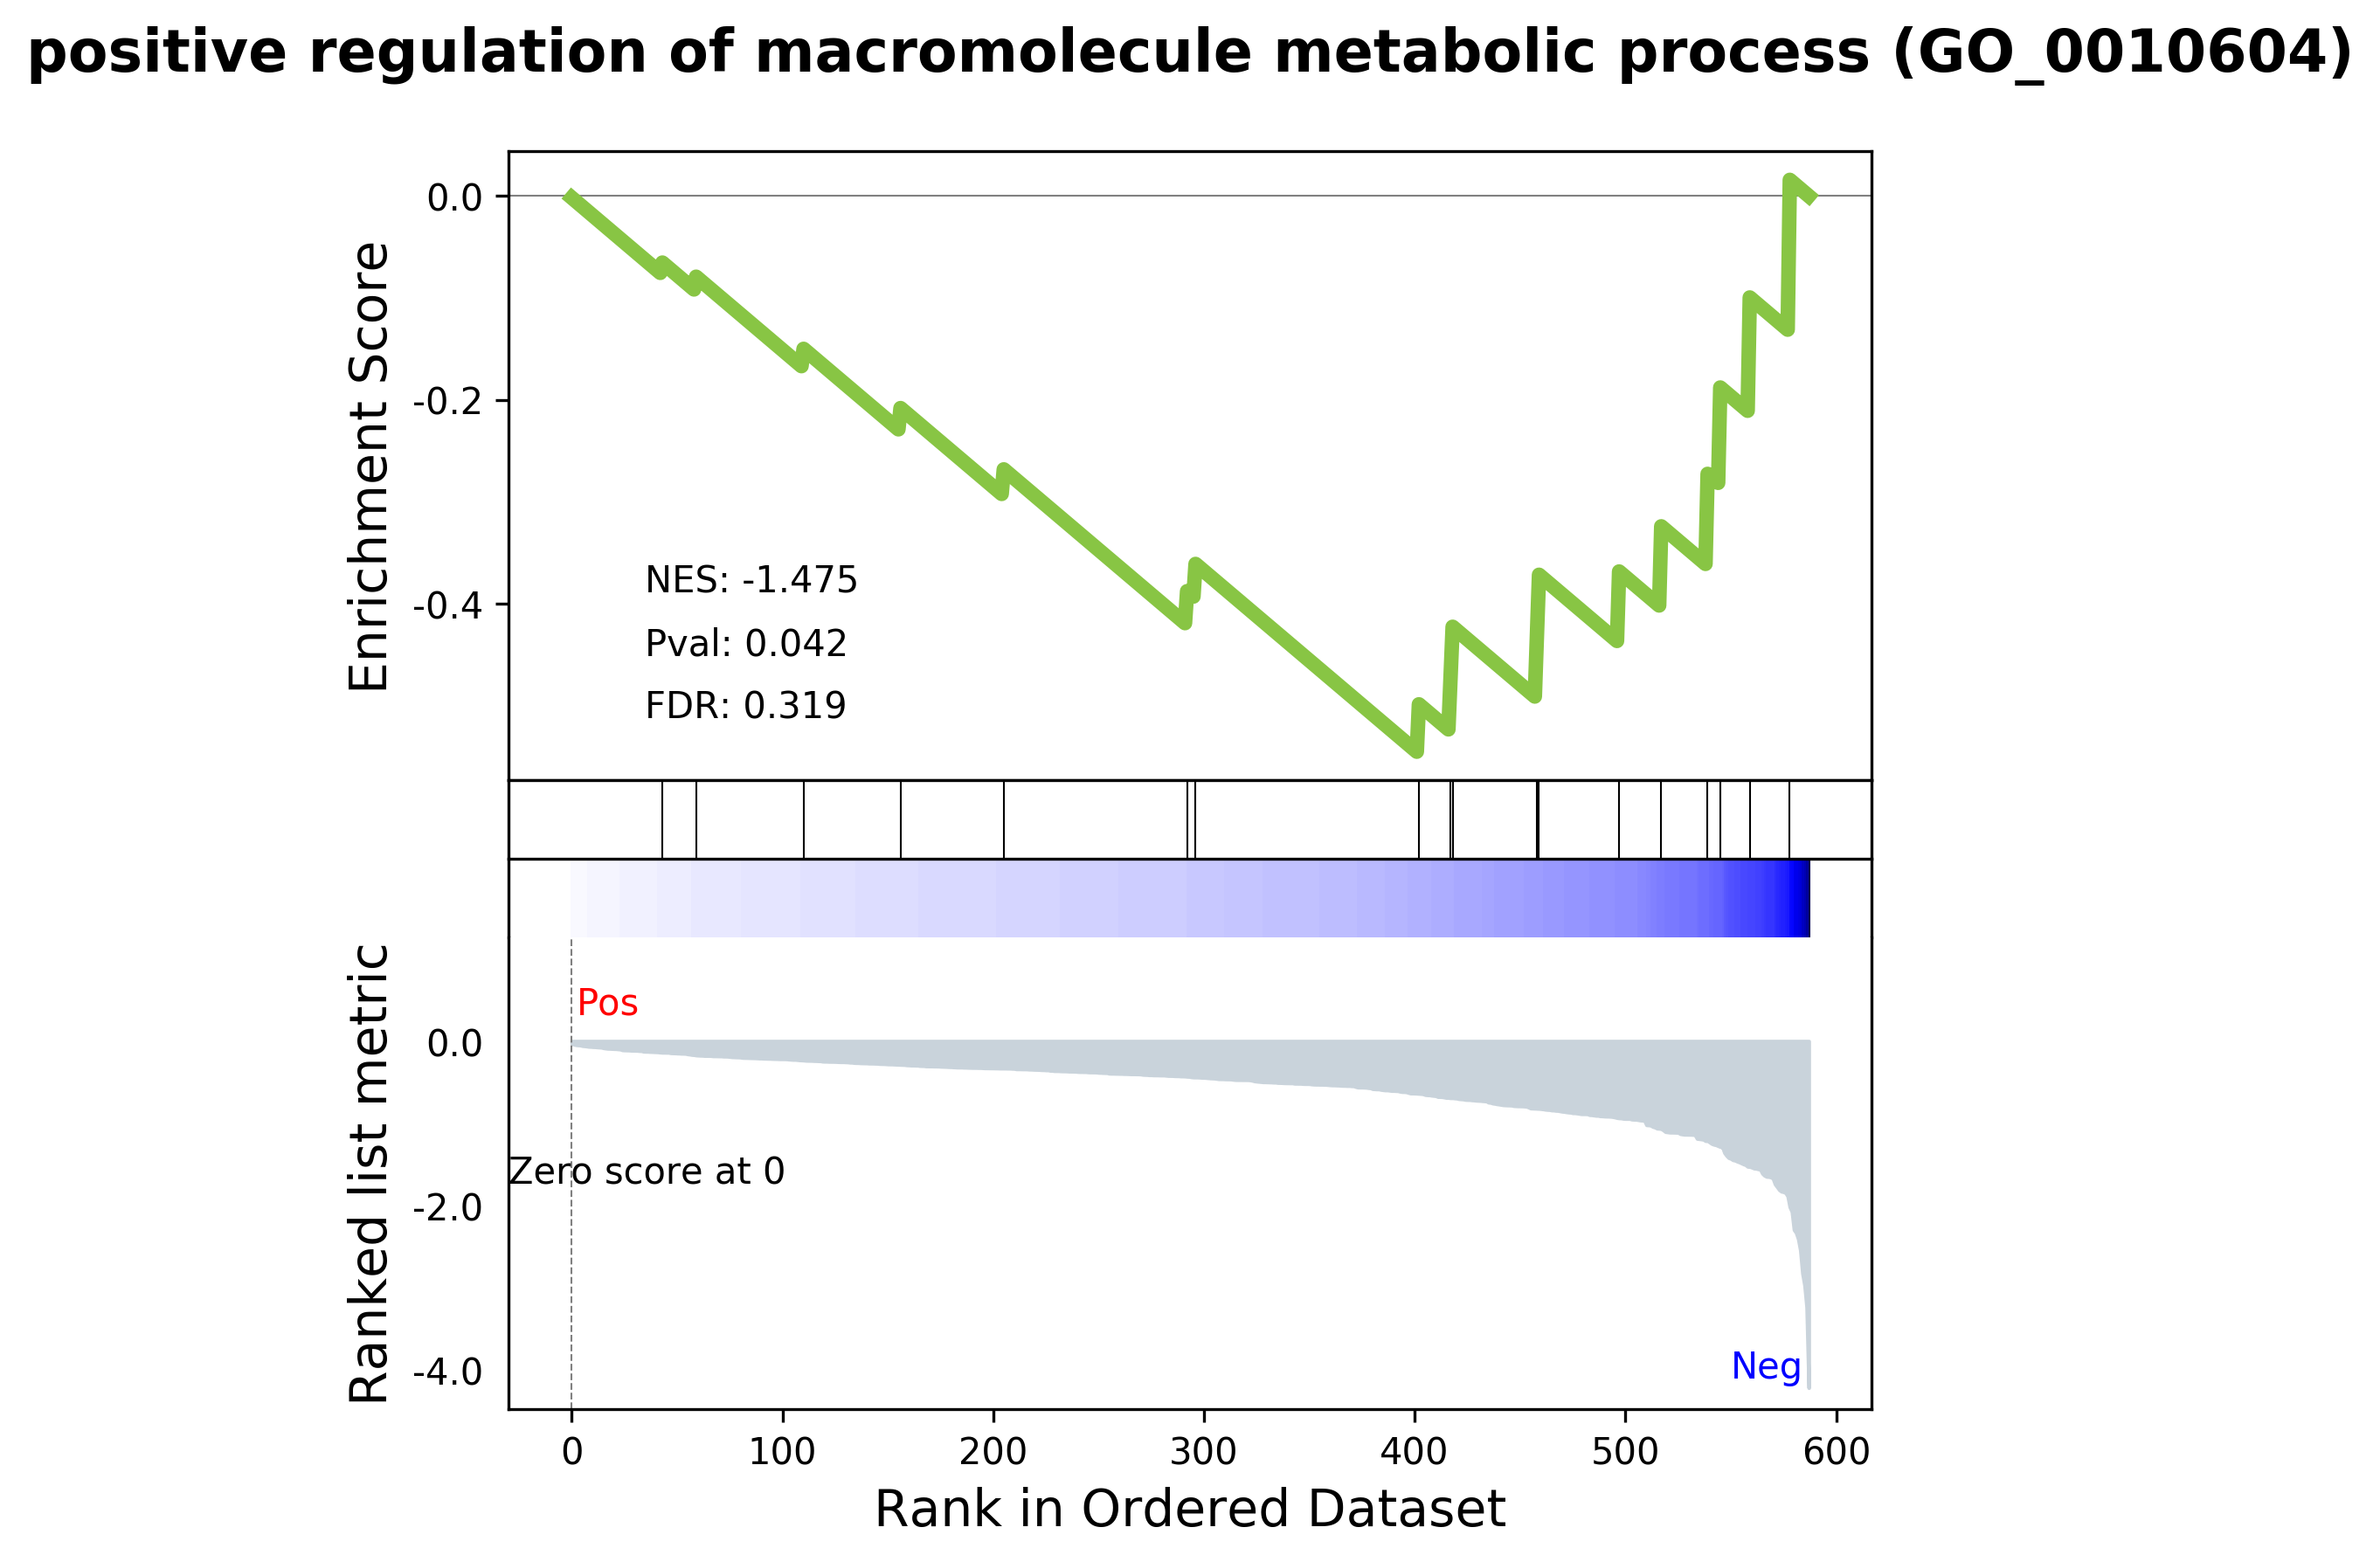 positive regulation of macromolecule metabolic process (GO_0010604)
Enrichment Score
0.0
-0.2
-0.4
NES: -1.475
Pval: 0.042
FDR: 0.319
Ranked list metric
Pos
0.0
Zero score at 0
-2.0
-4.0
Neg
0 100 200 300 400 500 600
Rank in Ordered Dataset